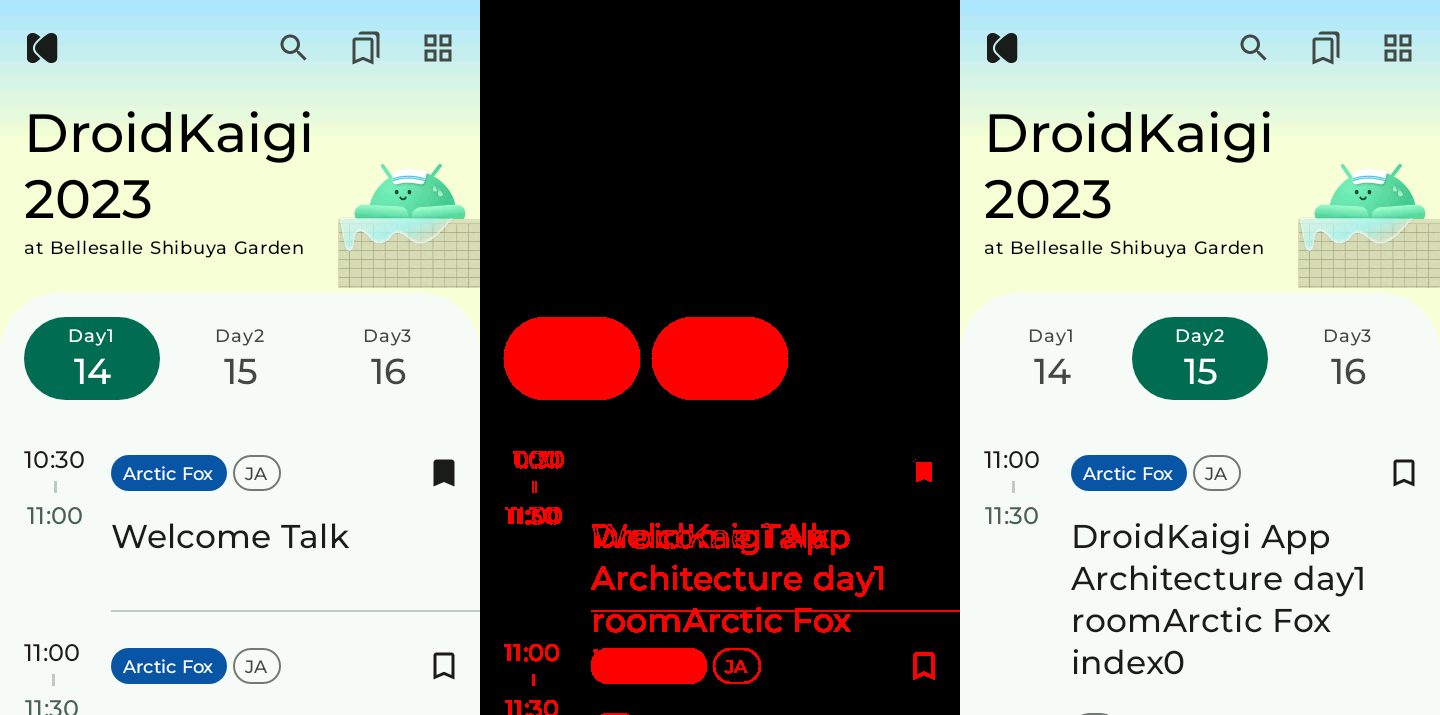 DroidKaigi
2023
at Bellesalle Shibuya Garden
Day1
14
Day2
15
Day3
16
10:30
11:00
Arctic Fox
JA
Welcome Talk
11:00
11:30
Arctic Fox
JA
Architecture day1
roomArctic Fox
11:00
JA
11:30
DroidKaigi
2023
at Bellesalle Shibuya Garden
Day1
14
Day2
15
Day3
16
11:00
11:30
Arctic Fox
JA
DroidKaigi App
Architecture day1
roomArctic Fox
index0